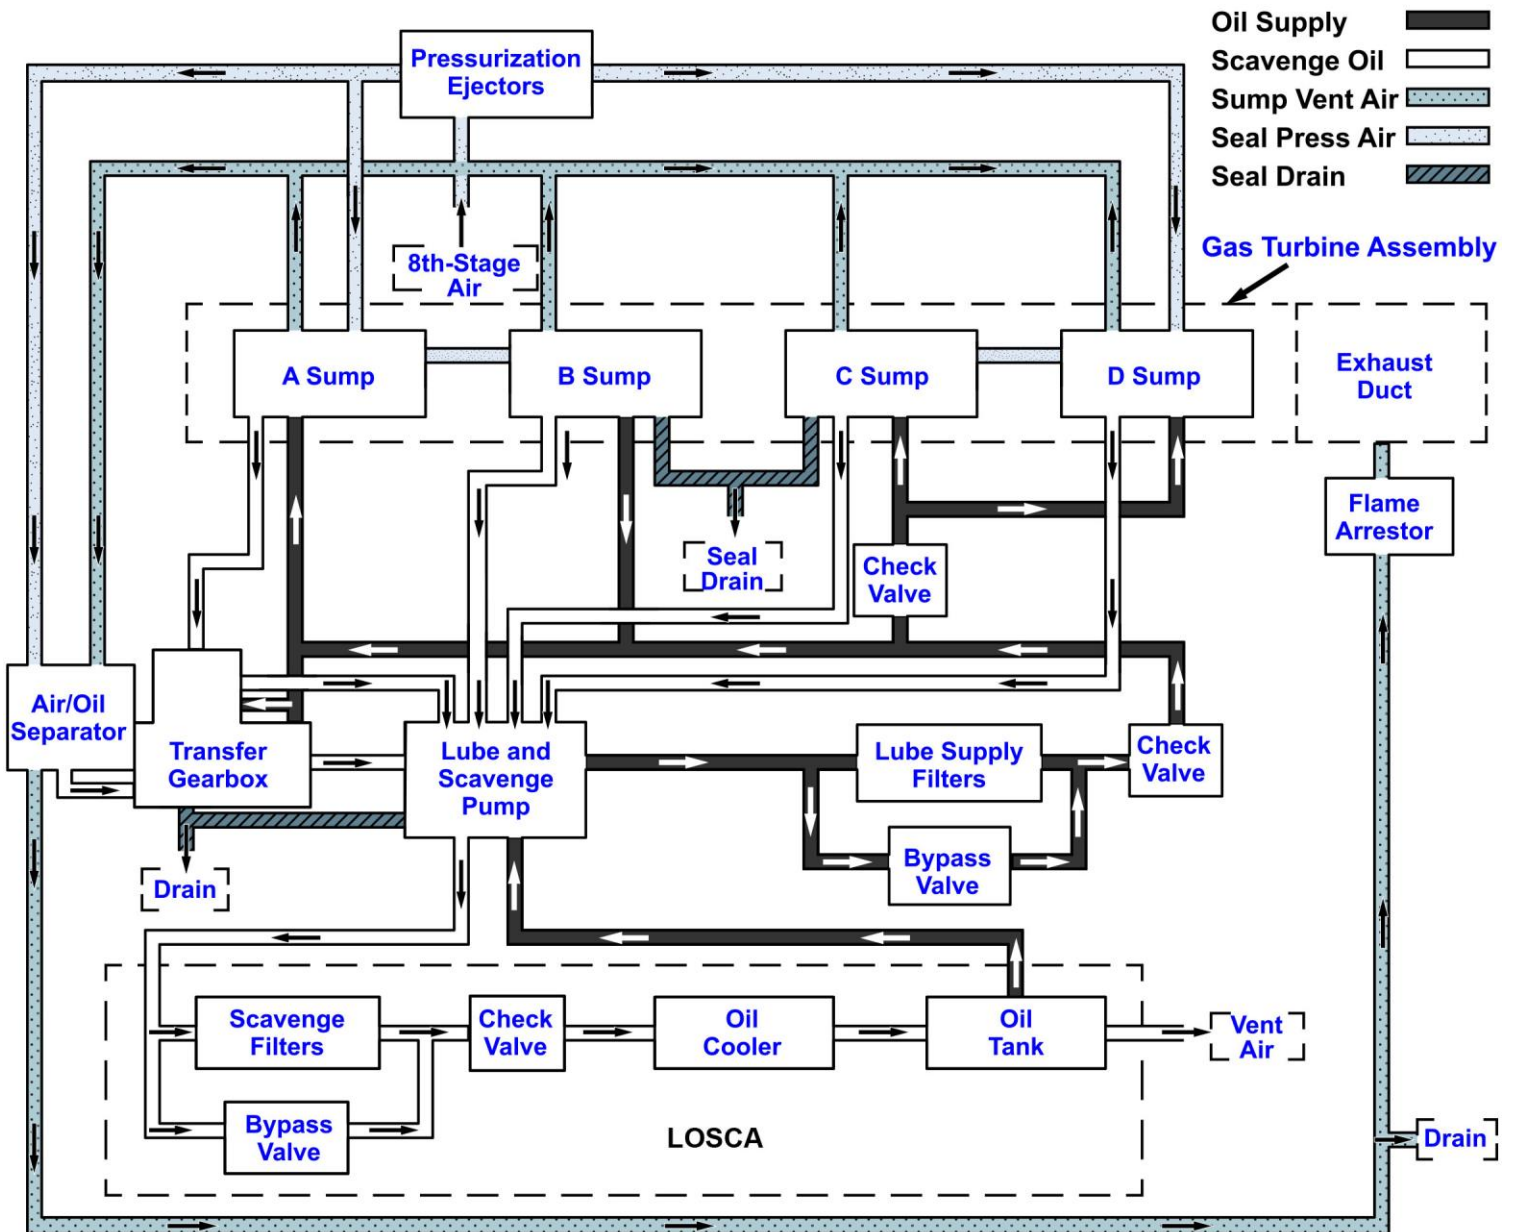 Oil Supply
Scavenge Oil
Sump Vent Air
Seal Press Air
Seal Drain
Pressurization
Ejectors
8th-Stage
Air
Gas Turbine Assembly
A Sump
B Sump
C Sump
D Sump
Exhaust
Duct
Flame
Arrestor
Seal
Drain
Check
Valve
Air/Oil
Separator
Transfer
Gearbox
Lube and
Scavenge
Pump
Lube Supply
Filters
Check
Valve
Bypass
Valve
Drain
Scavenge
Filters
Check
Valve
Oil
Cooler
Oil
Tank
Vent
Air
Bypass
Valve
LOSCA
Drain